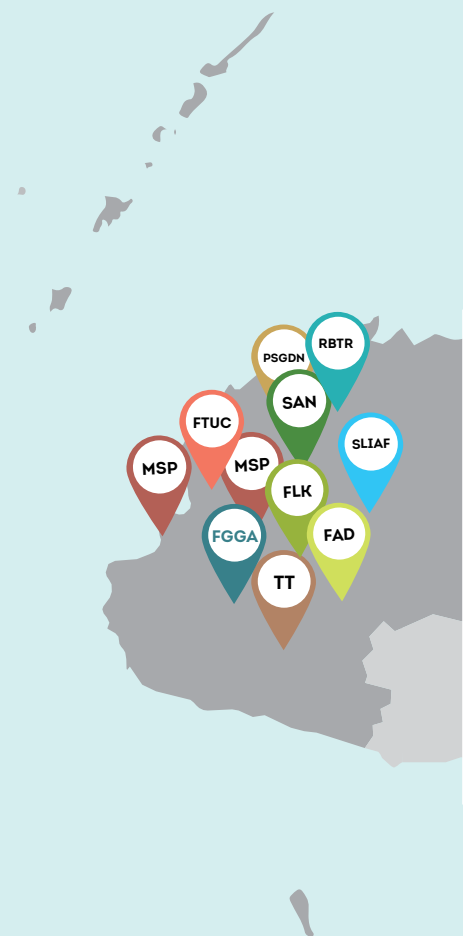 RBTR
PSGDN
SAN
FTUC
SLIAF
MSP
MSP
FLK
FGGA
FAD
TT